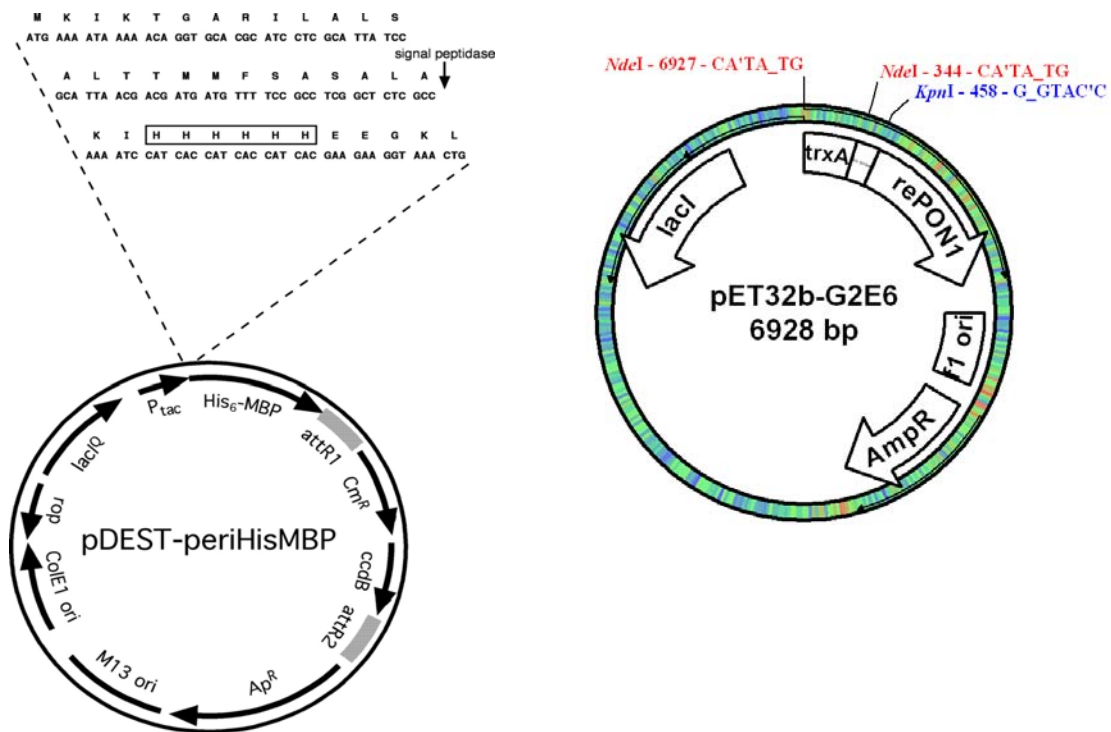 M K I K T G A R I L A L S
ATG AAA ATA AAA ACA GGT GCA CGC ATC CTC GCA TTA TCC
signal peptidase
A L T T M M F S A S A L A
GCA TTA ACG ACG ATG ATG TTT TCC GCC TCG GCT CTC GCC
K I H H H H H H E E G K L
AAA ATC CAT CAC CAT CAC CAT CAC GAA GAA GGT AAA CTG
Ptac
His6-MBP
attR1
CmR
ccdB
attR2
ApR
M13 ori
ColE1 ori
rop
lacIQ
pDEST-periHisMBP
NdeI - 6927 - CA'TA_TG
NdeI - 344 - CA'TA_TG
KpnI - 458 - G_GTAC'C
trxA
rePON1
lacI
f1 ori
AmpR
pET32b-G2E6
6928 bp